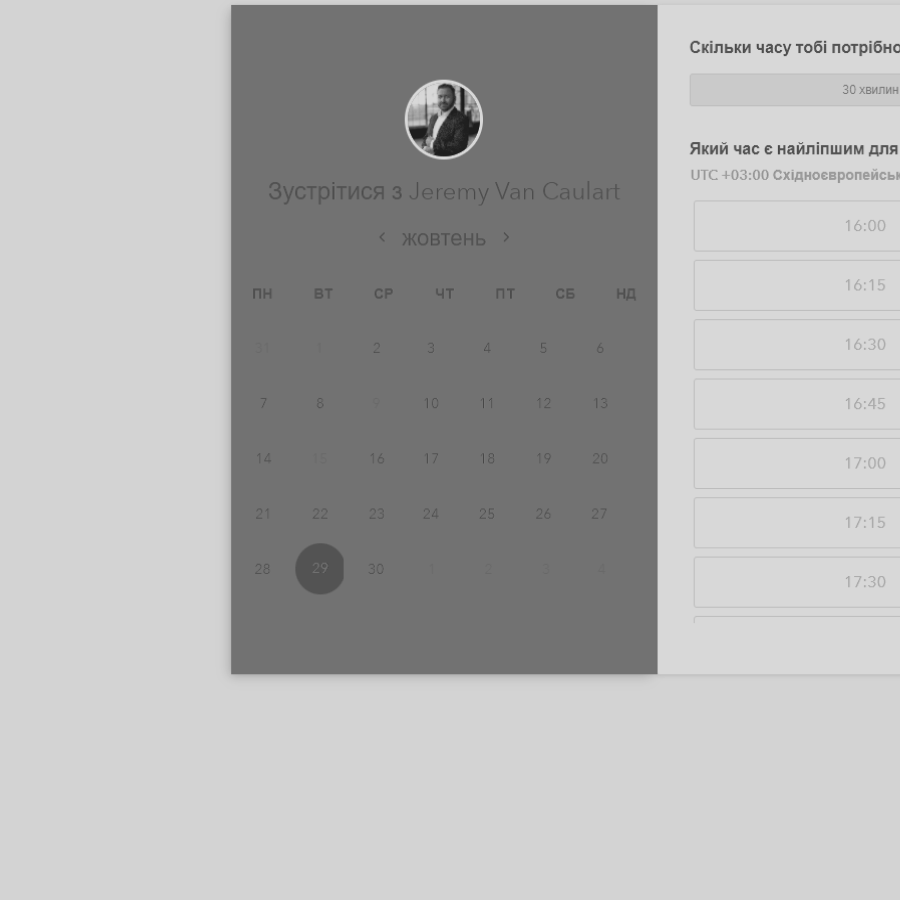 Зустрітися з Jeremy Van Caulart
жовтень
ПН ВТ СР ЧТ ПТ СБ НД
31 1 2 3 4 5 6
7 8 9 10 11 12 13
14 15 16 17 18 19 20
21 22 23 24 25 26 27
28 29 30 1 2 3 4
Скільки часу тобі потрібно
30 хвилин
Який час є найліпшим для
UTC +03:00 Східноєвропейськ
16:00
16:15
16:30
16:45
17:00
17:15
17:30